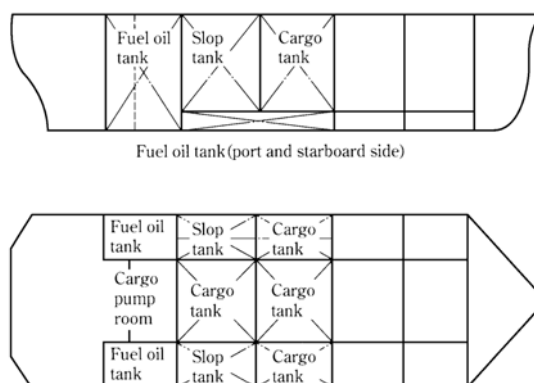 Fuel oil
tank
Slop
tank
Cargo
tank
Fuel oil tank (port and starboard side)
Fuel oil
tank
Slop
tank
Cargo
tank
Cargo
pump
room
Cargo
tank
Cargo
tank
Fuel oil
tank
Slop
tank
Cargo
tank